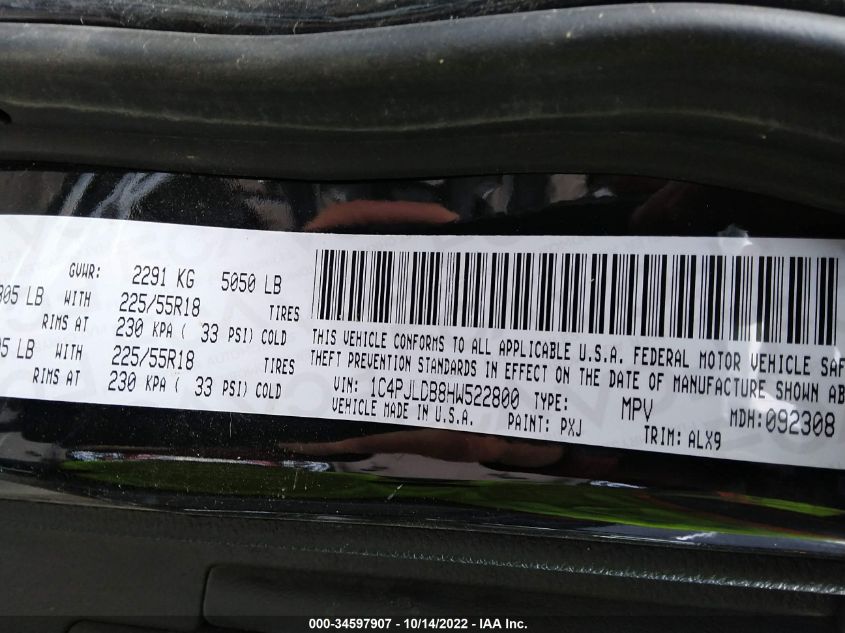 GVWR: 2291 KG 5050 LB
805 LB WITH 225/55R18 TIRES
RIMS AT 230 KPA ( 33 PSI) COLD
05 LB WITH 225/55R18 TIRES
RIMS AT 230 KPA ( 33 PSI) COLD
THIS VEHICLE CONFORMS TO ALL APPLICABLE U.S.A. FEDERAL MOTOR VEHICLE SAF
THEFT PREVENTION STANDARDS IN EFFECT ON THE DATE OF MANUFACTURE SHOWN AB
VIN: 1C4PJLDB8HW522800 TYPE: MPV MDH:092308
VEHICLE MADE IN U.S.A. PAINT: PXJ TRIM: ALX9
000-34597907 - 10/14/2022 - IAA Inc.